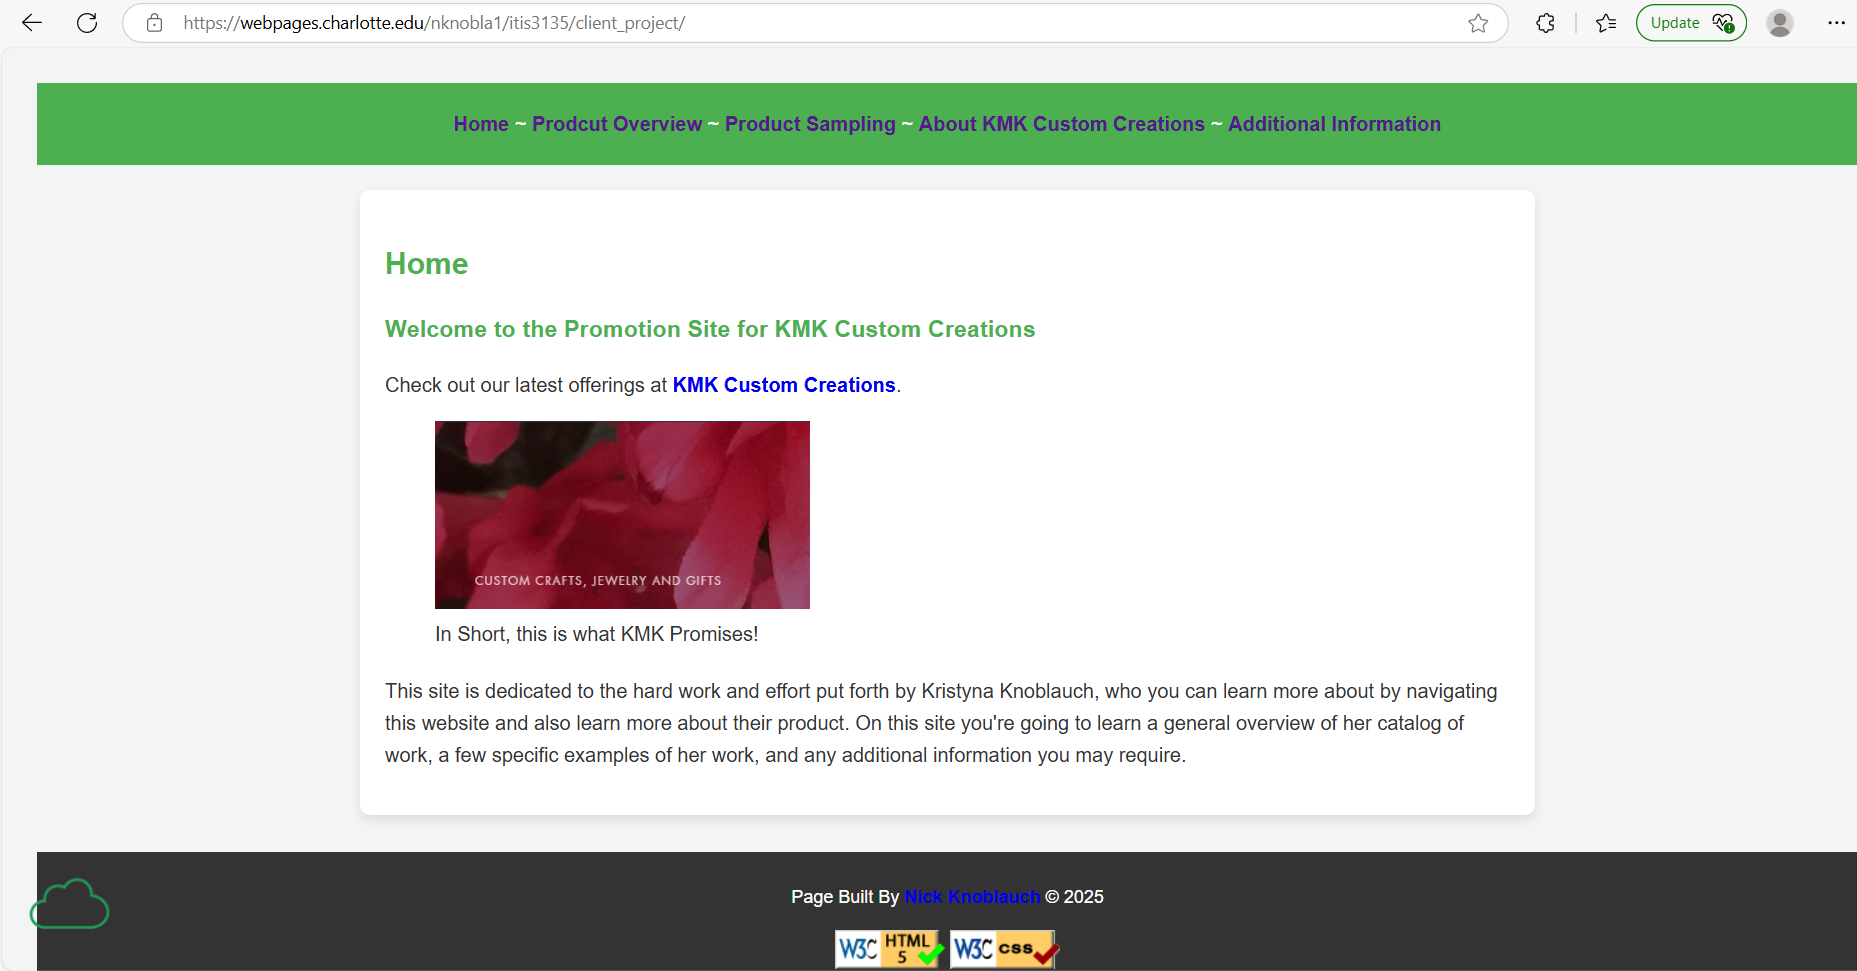 https://webpages.charlotte.edu/nknobla1/itis3135/client_project/
Update
Home ~ Prodcut Overview ~ Product Sampling ~ About KMK Custom Creations ~ Additional Information
Home
Welcome to the Promotion Site for KMK Custom Creations
Check out our latest offerings at KMK Custom Creations.
CUSTOM CRAFTS, JEWELRY AND GIFTS
In Short, this is what KMK Promises!
This site is dedicated to the hard work and effort put forth by Kristyna Knoblauch, who you can learn more about by navigating
this website and also learn more about their product. On this site you're going to learn a general overview of her catalog of
work, a few specific examples of her work, and any additional information you may require.
Page Built By Nick Knoblauch © 2025
W3C HTML 5 W3C css